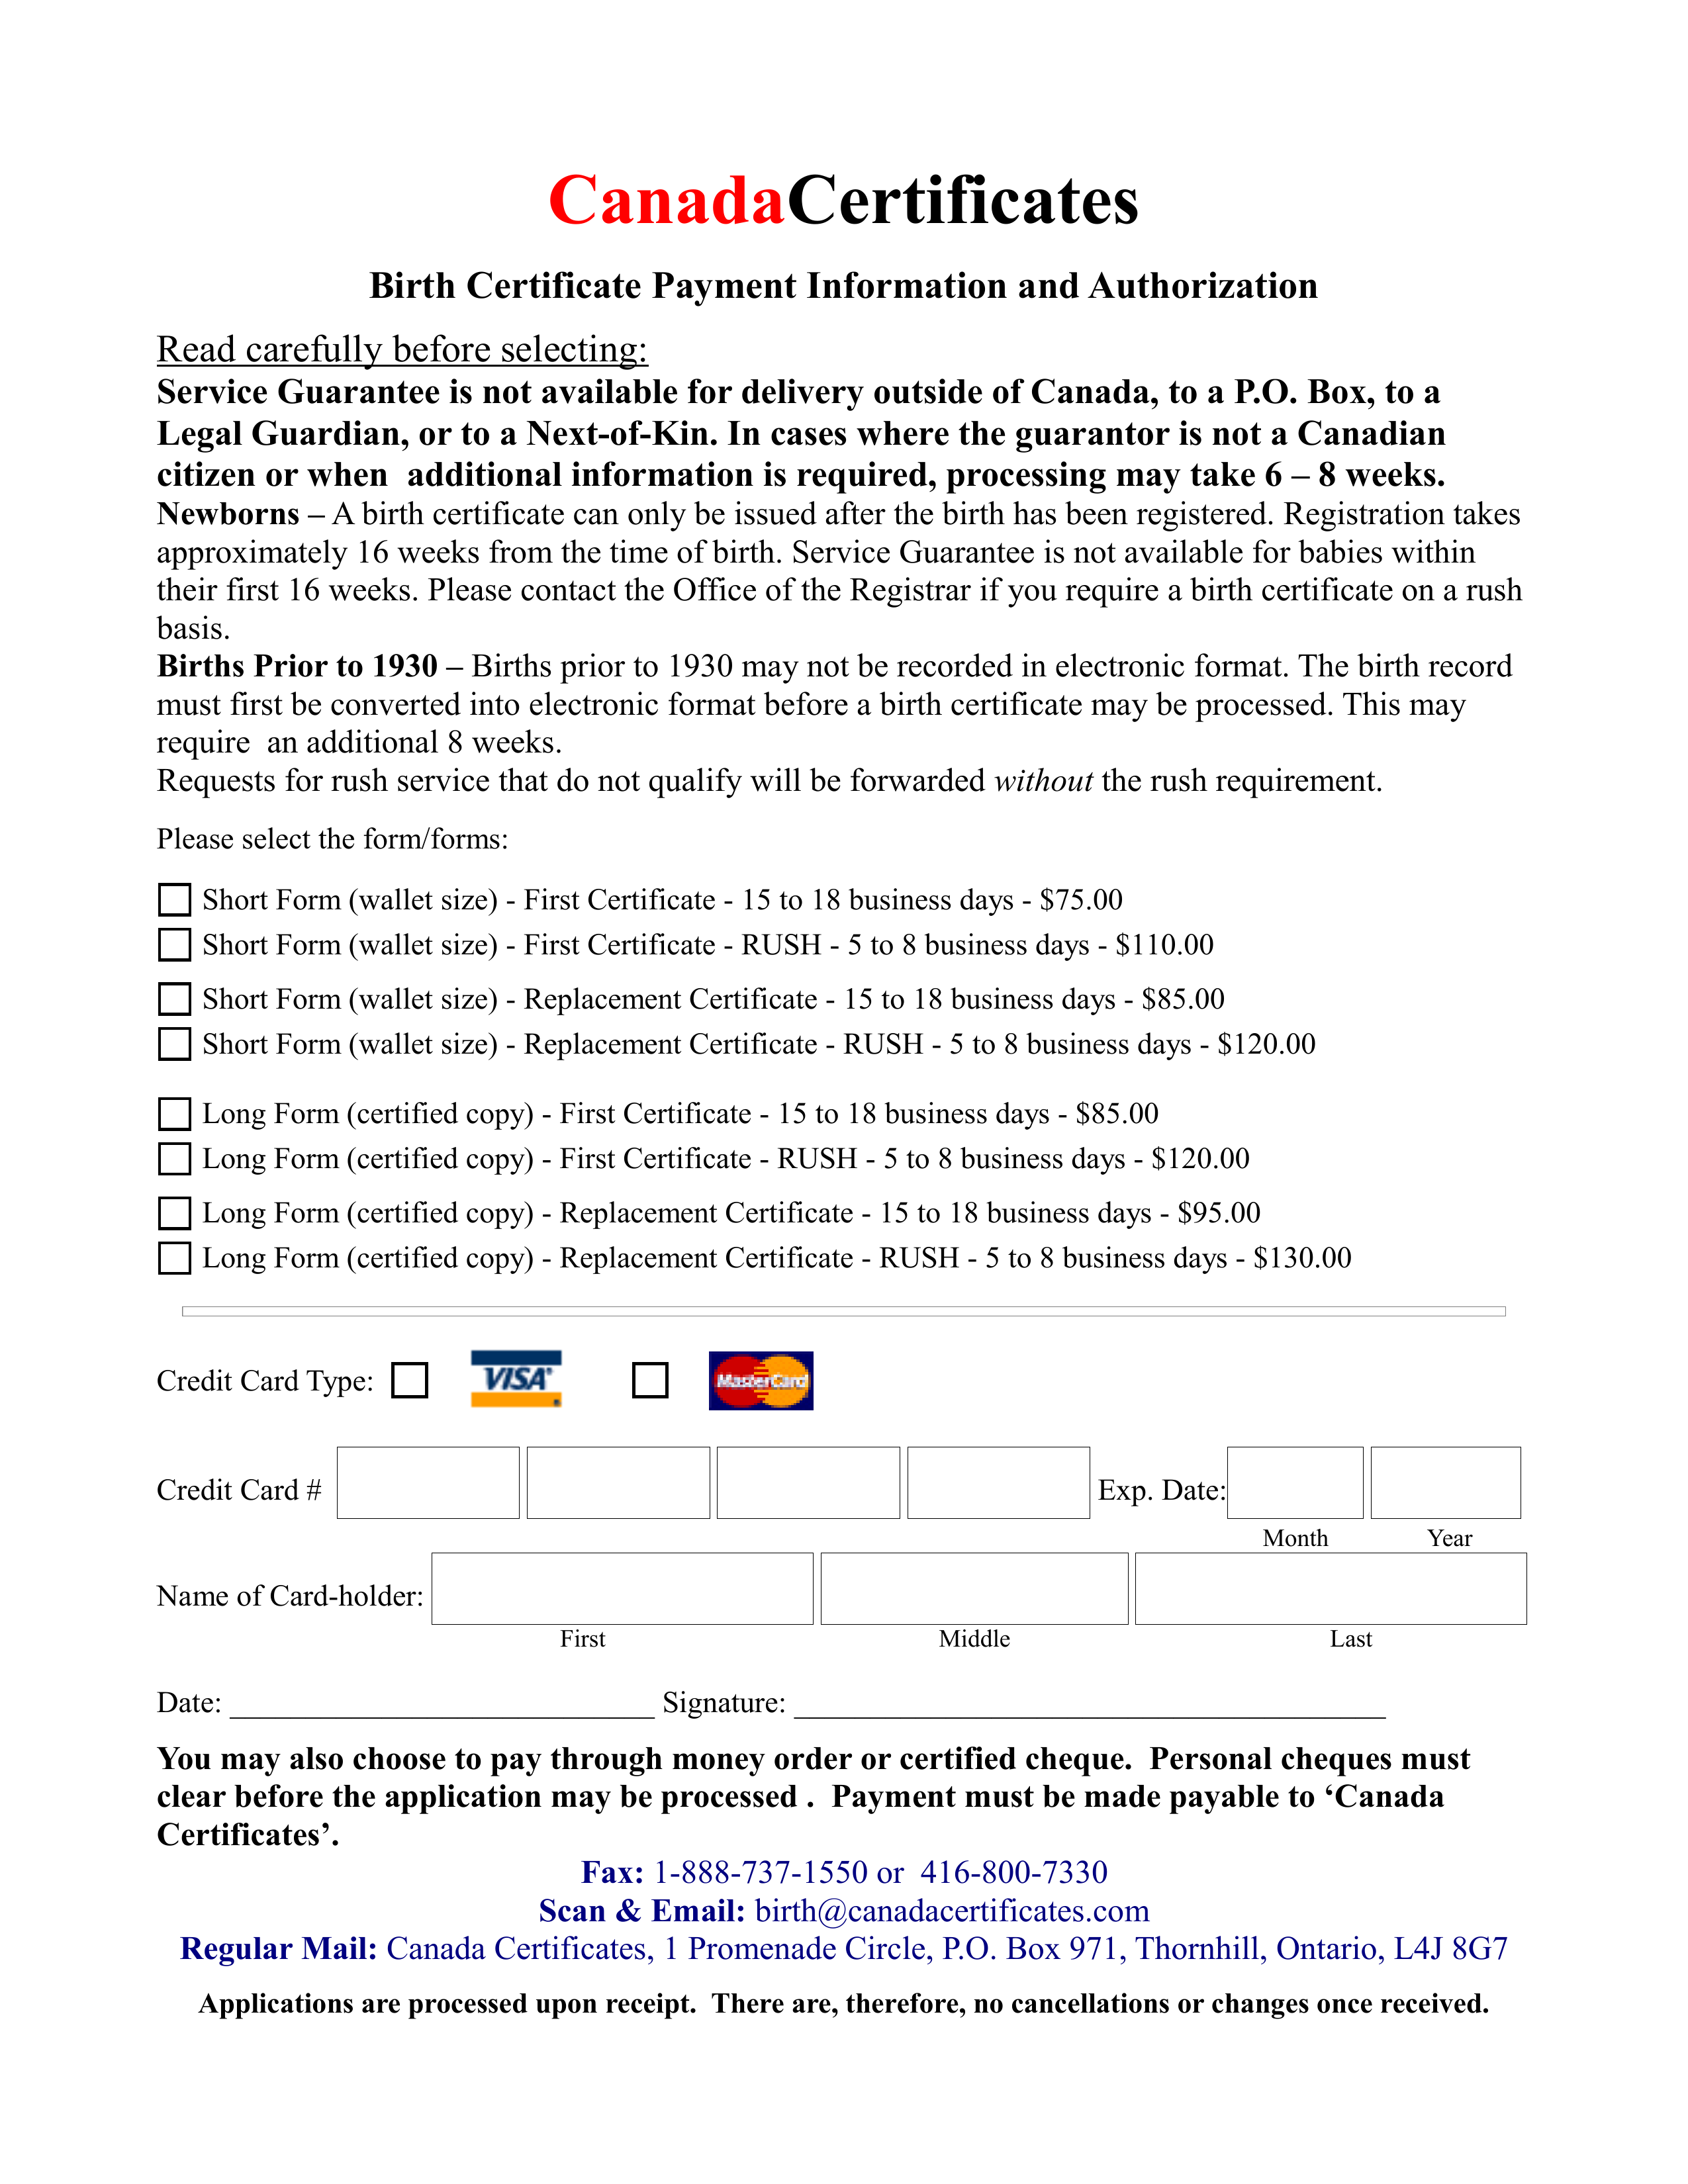 CanadaCertificates
Birth Certificate Payment Information and Authorization
Read carefully before selecting:
Service Guarantee is not available for delivery outside of Canada, to a P.O. Box, to a
Legal Guardian, or to a Next-of-Kin. In cases where the guarantor is not a Canadian
citizen or when  additional information is required, processing may take 6 – 8 weeks.
Newborns – A birth certificate can only be issued after the birth has been registered. Registration takes
approximately 16 weeks from the time of birth. Service Guarantee is not available for babies within
their first 16 weeks. Please contact the Office of the Registrar if you require a birth certificate on a rush
basis.
Births Prior to 1930 – Births prior to 1930 may not be recorded in electronic format. The birth record
must first be converted into electronic format before a birth certificate may be processed. This may
require  an additional 8 weeks.
Requests for rush service that do not qualify will be forwarded without the rush requirement.
Please select the form/forms:
Short Form (wallet size) - First Certificate - 15 to 18 business days - $75.00
Short Form (wallet size) - First Certificate - RUSH - 5 to 8 business days - $110.00
Short Form (wallet size) - Replacement Certificate - 15 to 18 business days - $85.00
Short Form (wallet size) - Replacement Certificate - RUSH - 5 to 8 business days - $120.00
Long Form (certified copy) - First Certificate - 15 to 18 business days - $85.00
Long Form (certified copy) - First Certificate - RUSH - 5 to 8 business days - $120.00
Long Form (certified copy) - Replacement Certificate - 15 to 18 business days - $95.00
Long Form (certified copy) - Replacement Certificate - RUSH - 5 to 8 business days - $130.00
Credit Card Type: VISA MasterCard
Credit Card # Exp. Date:
Month Year
Name of Card-holder:
First Middle Last
Date: ____________________________ Signature: _______________________________________
You may also choose to pay through money order or certified cheque.  Personal cheques must
clear before the application may be processed .  Payment must be made payable to ‘Canada
Certificates’.
Fax: 1-888-737-1550 or  416-800-7330
Scan & Email: birth@canadacertificates.com
Regular Mail: Canada Certificates, 1 Promenade Circle, P.O. Box 971, Thornhill, Ontario, L4J 8G7
Applications are processed upon receipt.  There are, therefore, no cancellations or changes once received.